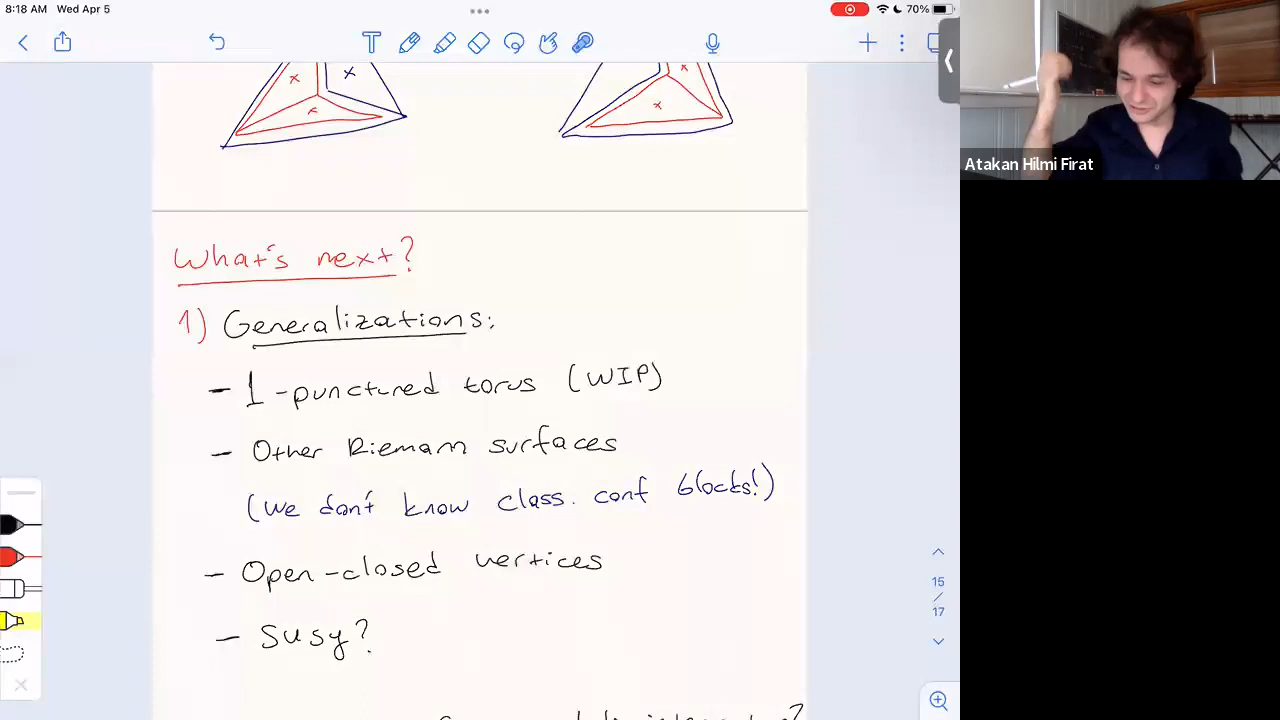 8:18 AM Wed Apr 5
70%
What's next?
1) Generalizations:
- 1-punctured torus (WIP)
- Other Riemann surfaces
(We don't know class. conf blocks!)
- Open-closed vertices
- Susy?
15
/
17
Atakan Hilmi Firat